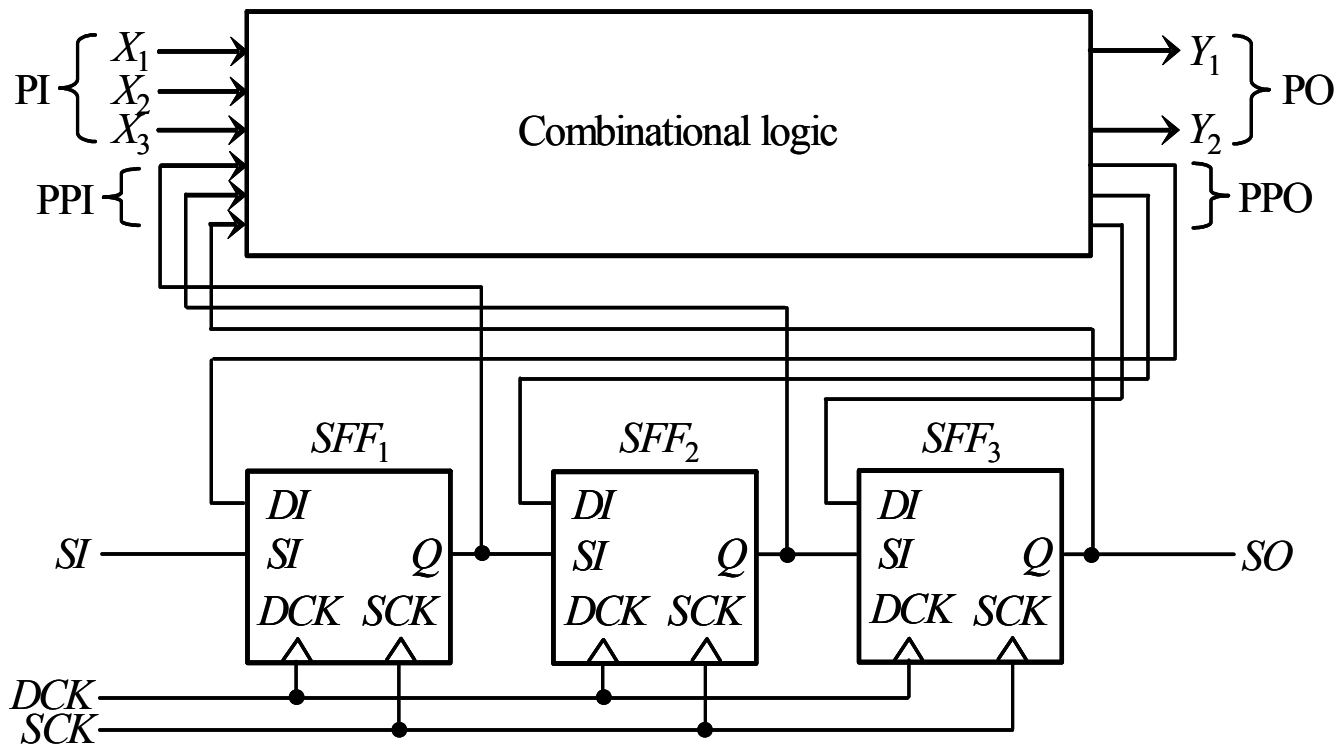 PI
X1
X2
X3
PPI
Combinational logic
Y1
Y2
PO
PPO
SFF1
SFF2
SFF3
DI
SI
Q
DCK SCK
DI
SI
Q
DCK SCK
DI
SI
Q
DCK SCK
SI
SO
DCK
SCK